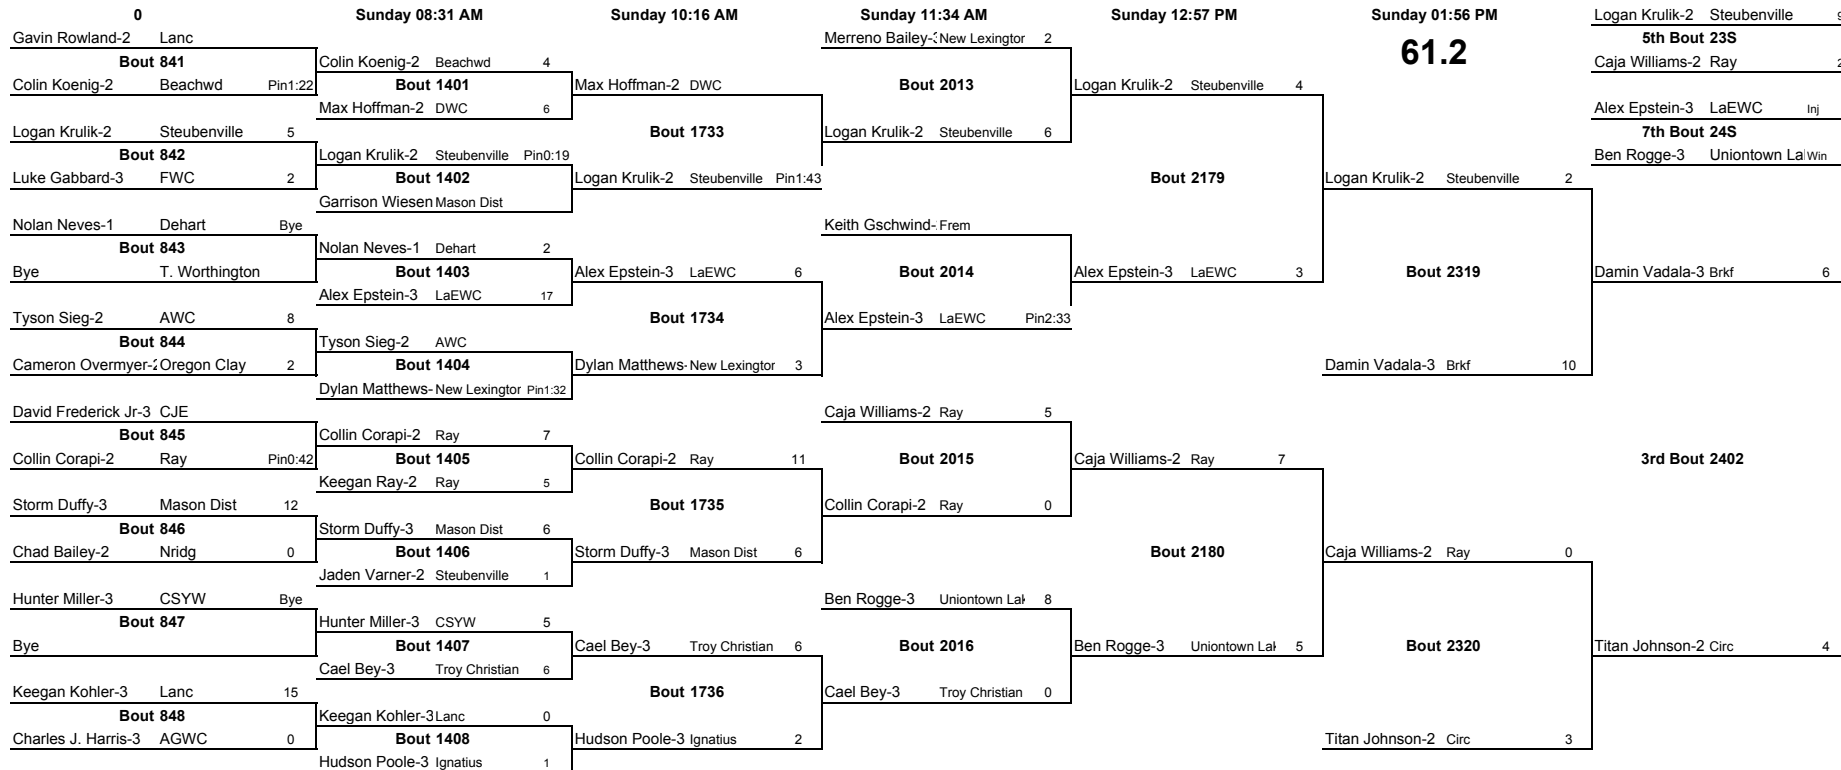 0 Sunday 08:31 AM Sunday 10:16 AM Sunday 11:34 AM Sunday 12:57 PM Sunday 01:56 PM Logan Krulik-2 Steubenville 9
Gavin Rowland-2 Lanc Merreno Bailey-3 New Lexingtor 2 61.2 5th Bout 23S
Bout 841 Colin Koenig-2 Beachwd 4 Caja Williams-2 Ray 2
Colin Koenig-2 Beachwd Pin1:22 Bout 1401 Max Hoffman-2 DWC Bout 2013 Logan Krulik-2 Steubenville 4
Max Hoffman-2 DWC 6 Alex Epstein-3 LaEWC Inj
Logan Krulik-2 Steubenville 5 Bout 1733 Logan Krulik-2 Steubenville 6 7th Bout 24S
Bout 842 Logan Krulik-2 Steubenville Pin0:19 Ben Rogge-3 Uniontown La Win
Luke Gabbard-3 FWC 2 Bout 1402 Logan Krulik-2 Steubenville Pin1:43 Bout 2179 Logan Krulik-2 Steubenville 2
Garrison Wiesen Mason Dist
Nolan Neves-1 Dehart Bye Keith Gschwind- Frem
Bout 843 Nolan Neves-1 Dehart 2
Bye T. Worthington Bout 1403 Alex Epstein-3 LaEWC 6 Bout 2014 Alex Epstein-3 LaEWC 3 Bout 2319 Damin Vadala-3 Brkf 6
Alex Epstein-3 LaEWC 17
Tyson Sieg-2 AWC 8 Bout 1734 Alex Epstein-3 LaEWC Pin2:33
Bout 844 Tyson Sieg-2 AWC
Cameron Overmyer-2 Oregon Clay 2 Bout 1404 Dylan Matthews- New Lexington 3 Damin Vadala-3 Brkf 10
Dylan Matthews- New Lexingtor Pin1:32
David Frederick Jr-3 CJE Caja Williams-2 Ray 5
Bout 845 Collin Corapi-2 Ray 7
Collin Corapi-2 Ray Pin0:42 Bout 1405 Collin Corapi-2 Ray 11 Bout 2015 Caja Williams-2 Ray 7 3rd Bout 2402
Keegan Ray-2 Ray 5
Storm Duffy-3 Mason Dist 12 Bout 1735 Collin Corapi-2 Ray 0
Bout 846 Storm Duffy-3 Mason Dist 6
Chad Bailey-2 Nridg 0 Bout 1406 Storm Duffy-3 Mason Dist 6 Bout 2180 Caja Williams-2 Ray 0
Jaden Varner-2 Steubenville 1
Hunter Miller-3 CSYW Bye Ben Rogge-3 Uniontown Lak 8
Bout 847 Hunter Miller-3 CSYW 5
Bye Bout 1407 Cael Bey-3 Troy Christian 6 Bout 2016 Ben Rogge-3 Uniontown Lak 5 Bout 2320 Titan Johnson-2 Circ 4
Cael Bey-3 Troy Christian 6
Keegan Kohler-3 Lanc 15 Bout 1736 Cael Bey-3 Troy Christian 0
Bout 848 Keegan Kohler-3 Lanc 0
Charles J. Harris-3 AGWC 0 Bout 1408 Hudson Poole-3 Ignatius 2 Titan Johnson-2 Circ 3
Hudson Poole-3 Ignatius 1